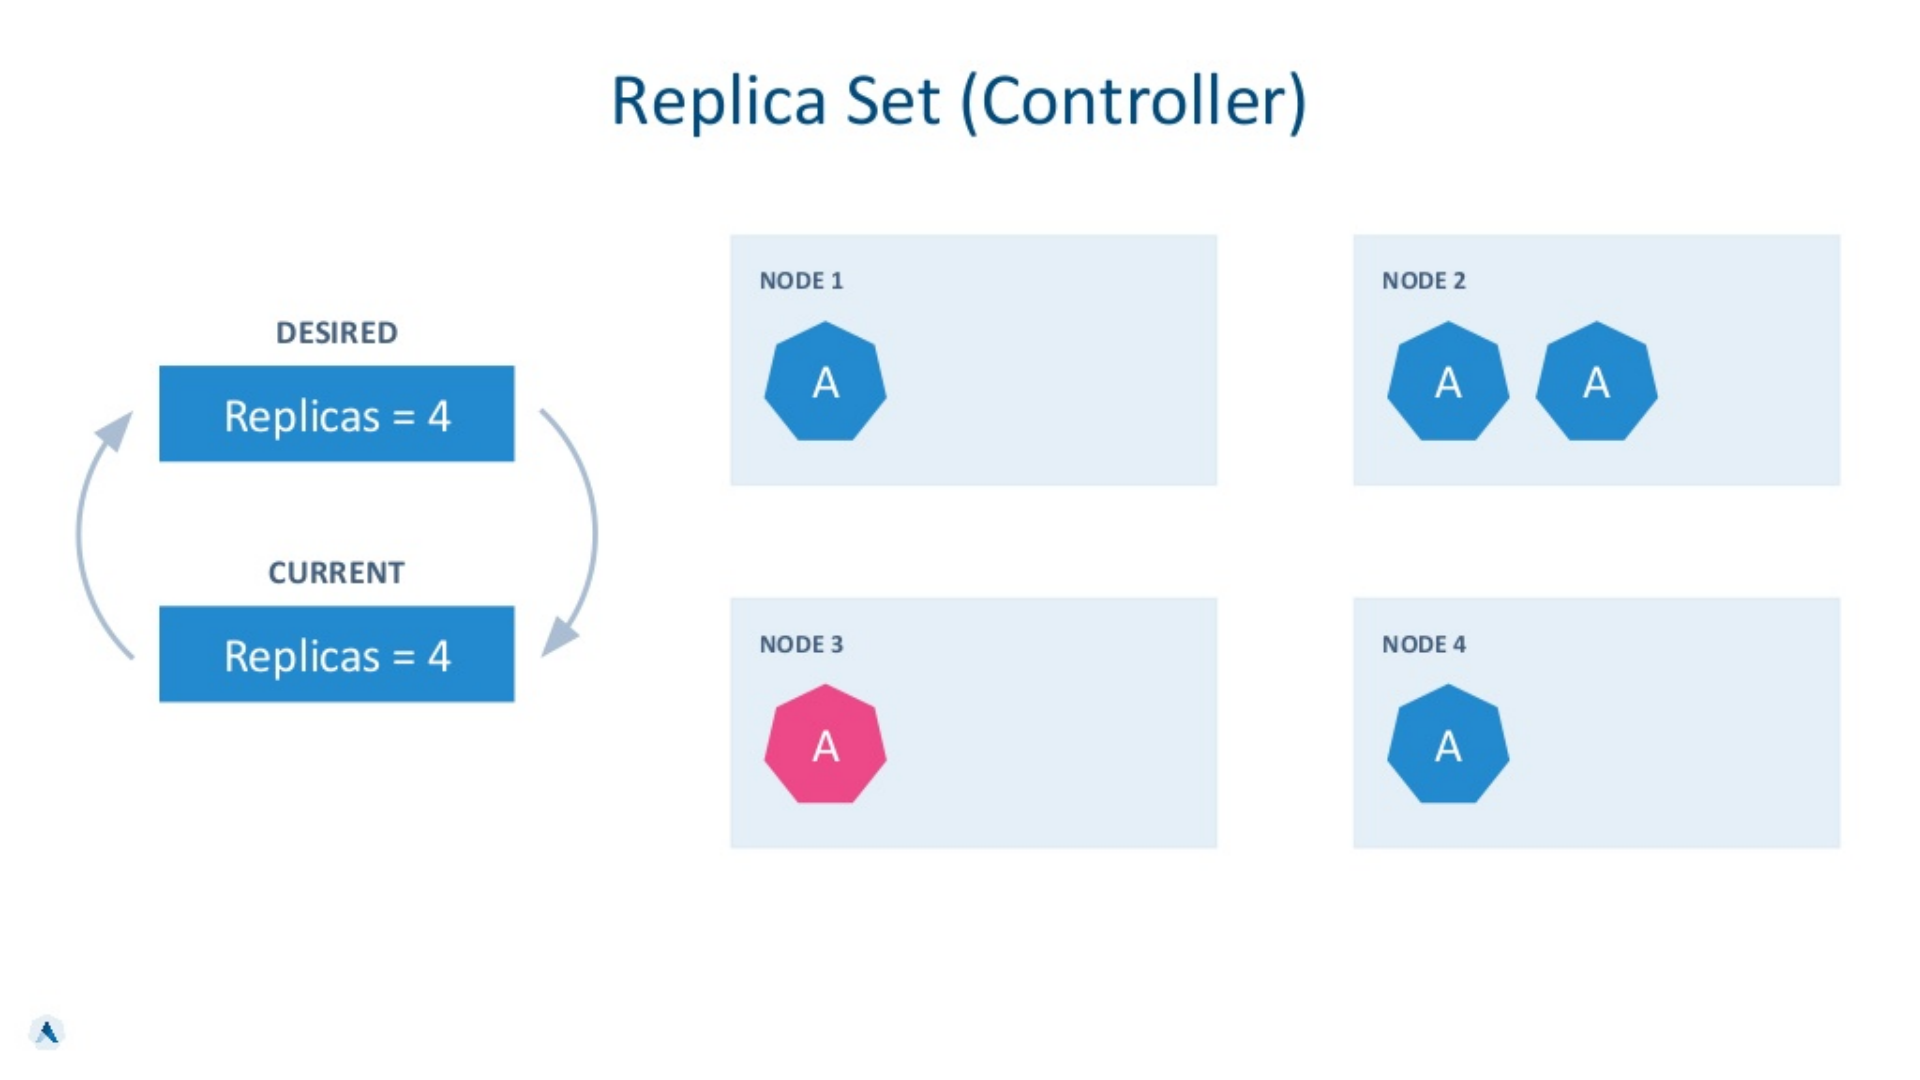 Replica Set (Controller)
DESIRED
Replicas = 4
CURRENT
Replicas = 4
NODE 1
A
NODE 2
A A
NODE 3
A
NODE 4
A